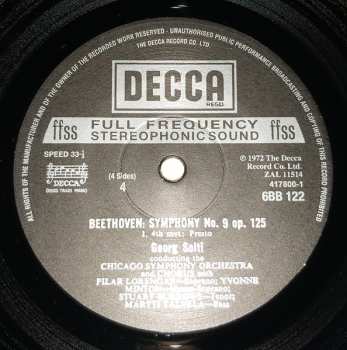 ALL RIGHTS OF THE MANUFACTURER AND OF THE OWNER OF THE RECORDED WORK RESERVED · UNAUTHORISED PUBLIC PERFORMANCE BROADCASTING AND COPYING OF THIS RECORD PROHIBITED
THE DECCA RECORD CO. LTD
DECCA
REGD
ffss FULL FREQUENCY ffss
STEREOPHONIC SOUND
SPEED 33⅓
DECCA
(4 Sides)
4
℗ 1972 The Decca
Record Co. Ltd.
ZAL 11514
417800-1
6BB 122
BEETHOVEN: SYMPHONY No. 9 op. 125
1. 4th mvt: Presto
Georg Solti
conducting the
CHICAGO SYMPHONY ORCHESTRA
and CHORUS with
PILAR LORENGAR—Soprano; YVONNE
MINTON— Soprano;
STUART —Tenor;
MARTTI TALVELA—Bass